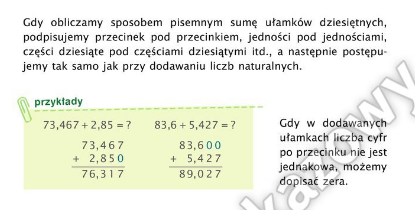 Gdy obliczamy sposobem pisemnym sumę ułamków dziesiętnych,
podpisujemy przecinek pod przecinkiem, jedności pod jednościami,
części dziesiąte pod częściami dziesiątymi itd., a następnie postępu-
jemy tak samo jak przy dodawaniu liczb naturalnych.
przykłady
73,467 + 2,85 = ? 83,6 + 5,427 = ?
73,467 83,600
+ 2,850 + 5,427
76,317 89,027
Gdy w dodawanych
ułamkach liczba cyfr
po przecinku nie jest
jednakowa, możemy
dopisać zera.